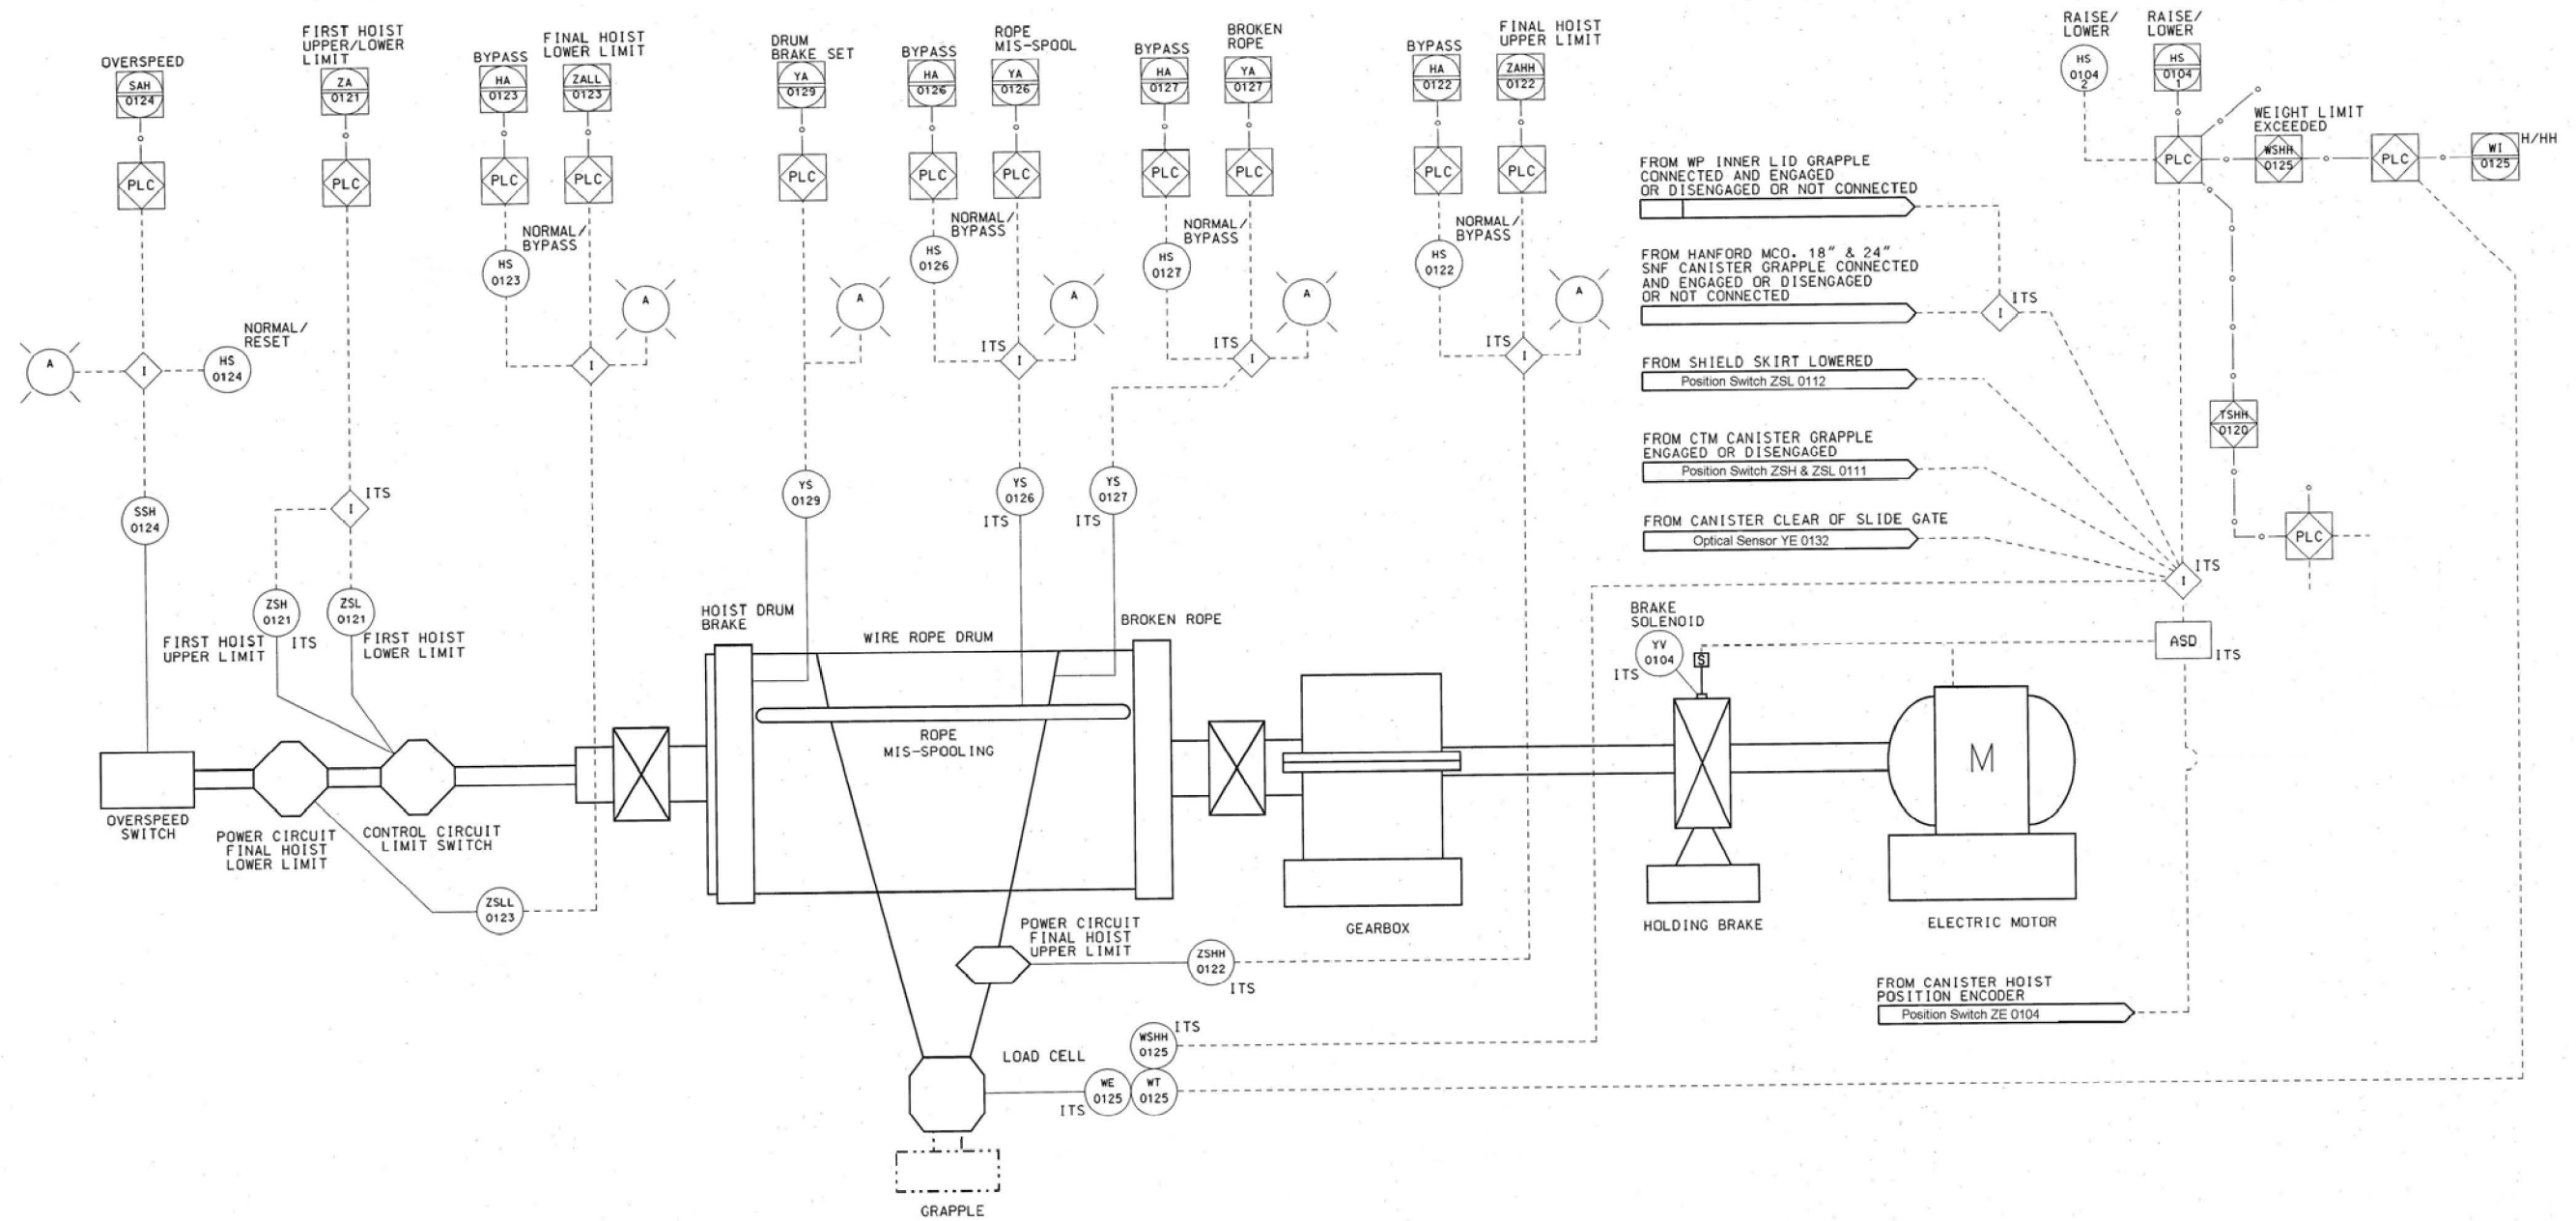 OVERSPEED
SAH
0124
PLC
A
I
NORMAL/
RESET
HS
0124
SSH
0124
OVERSPEED
SWITCH
FIRST HOIST
UPPER/LOWER
LIMIT
ZA
0121
PLC
I
ITS
ZSH
0121
ITS
FIRST HOIST
UPPER LIMIT
ZSL
0121
FIRST HOIST
LOWER LIMIT
POWER CIRCUIT
FINAL HOIST
LOWER LIMIT
CONTROL CIRCUIT
LIMIT SWITCH
BYPASS
HA
0123
PLC
NORMAL/
BYPASS
HS
0123
FINAL HOIST
LOWER LIMIT
ZALL
0123
PLC
A
I
ZSLL
0123
DRUM
BRAKE SET
YA
0129
PLC
A
YS
0129
HOIST DRUM
BRAKE
BYPASS
HA
0126
PLC
NORMAL/
BYPASS
HS
0126
ROPE
MIS-SPOOL
YA
0126
PLC
A
ITS
I
YS
0126
ITS
WIRE ROPE DRUM
ROPE
MIS-SPOOLING
BYPASS
HA
0127
PLC
NORMAL/
BYPASS
HS
0127
BROKEN
ROPE
YA
0127
PLC
A
ITS
I
YS
0127
ITS
BROKEN ROPE
BYPASS
HA
0122
PLC
NORMAL/
BYPASS
HS
0122
FINAL HOIST
UPPER LIMIT
ZAHH
0122
PLC
A
ITS
I
POWER CIRCUIT
FINAL HOIST
UPPER LIMIT
ZSHH
0122
ITS
LOAD CELL
WSHH
0125
ITS
WE
0125
ITS
WT
0125
GRAPPLE
GEARBOX
BRAKE
SOLENOID
YV
0104
ITS
S
HOLDING BRAKE
M
ELECTRIC MOTOR
FROM WP INNER LID GRAPPLE
CONNECTED AND ENGAGED
OR DISENGAGED OR NOT CONNECTED
FROM HANFORD MCO. 18" & 24"
SNF CANISTER GRAPPLE CONNECTED
AND ENGAGED OR DISENGAGED
OR NOT CONNECTED
I
ITS
FROM SHIELD SKIRT LOWERED
Position Switch ZSL 0112
FROM CTM CANISTER GRAPPLE
ENGAGED OR DISENGAGED
Position Switch ZSH & ZSL 0111
FROM CANISTER CLEAR OF SLIDE GATE
Optical Sensor YE 0132
I
ITS
ASD
ITS
FROM CANISTER HOIST
POSITION ENCODER
Position Switch ZE 0104
RAISE/
LOWER
HS
0104
2
RAISE/
LOWER
HS
0104
1
PLC
WEIGHT LIMIT
EXCEEDED
WSHH
0125
PLC
WI
0125
H/HH
TSHH
0120
PLC